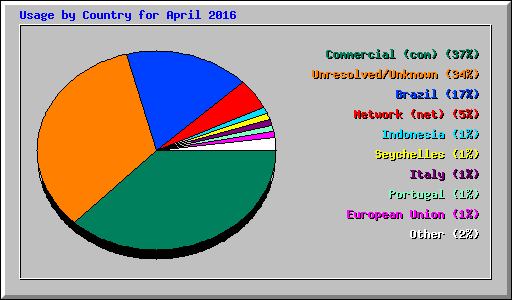 Usage by Country for April 2016
Commercial (com) (37%)
Unresolved/Unknown (34%)
Brazil (17%)
Network (net) (5%)
Indonesia (1%)
Seychelles (1%)
Italy (1%)
Portugal (1%)
European Union (1%)
Other (2%)